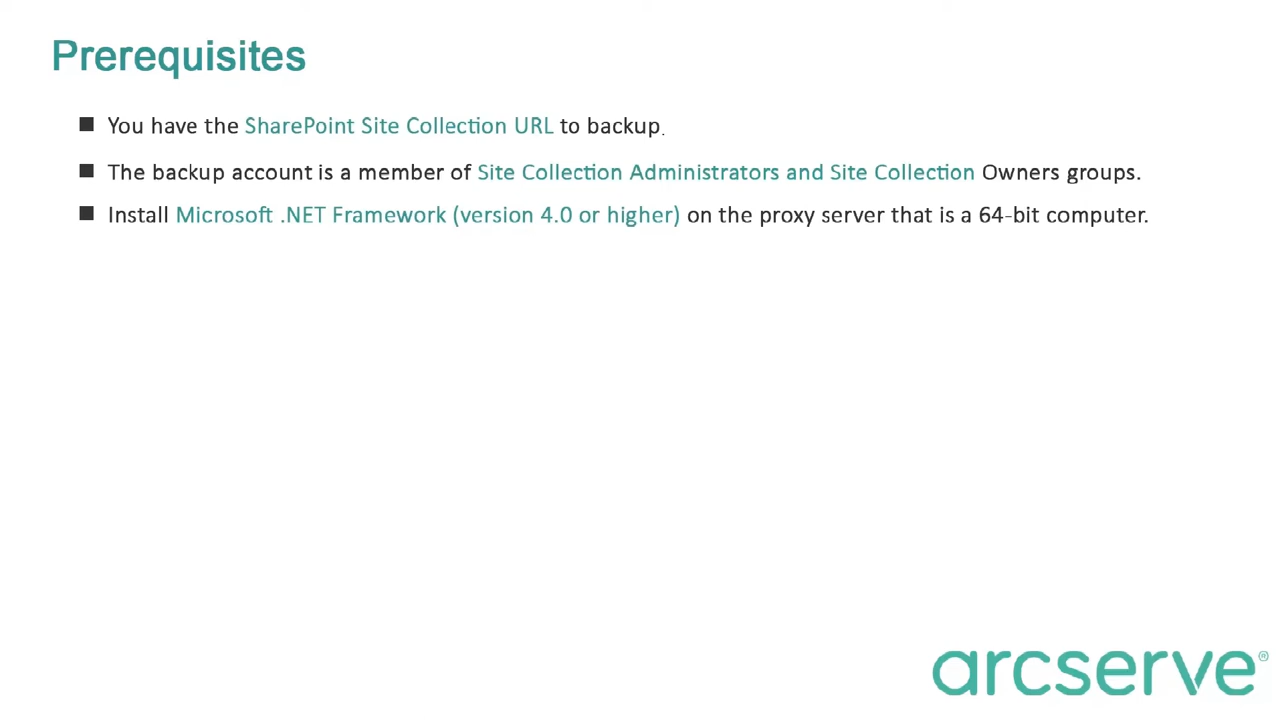 Prerequisites
■ You have the SharePoint Site Collection URL to backup.
■ The backup account is a member of Site Collection Administrators and Site Collection Owners groups.
■ Install Microsoft .NET Framework (version 4.0 or higher) on the proxy server that is a 64-bit computer.
arcserve®